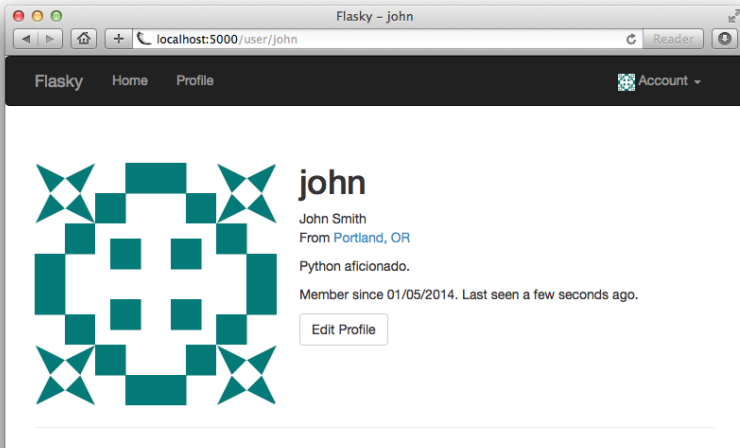 Flasky – john
localhost:5000/user/john
Reader
Flasky Home Profile Account
john
John Smith
From Portland, OR
Python aficionado.
Member since 01/05/2014. Last seen a few seconds ago.
Edit Profile